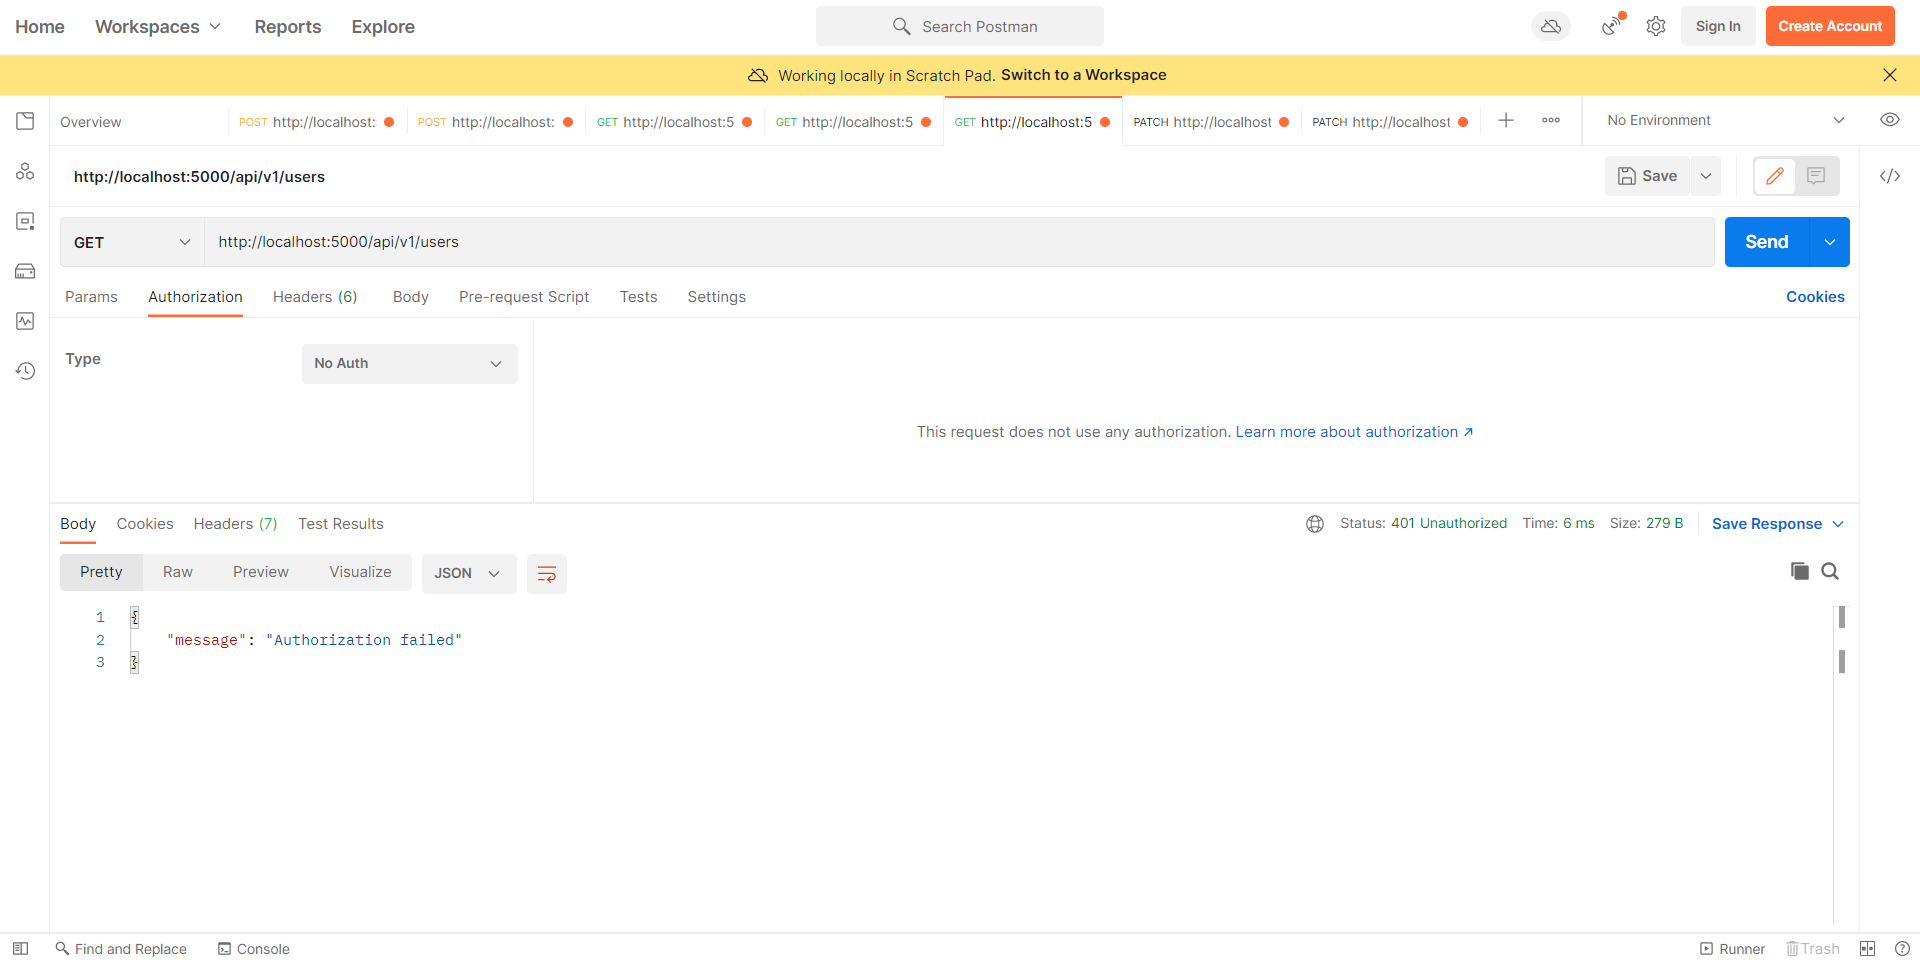 Home Workspaces Reports Explore Search Postman Sign In Create Account
Working locally in Scratch Pad. Switch to a Workspace
Overview POST http://localhost: POST http://localhost: GET http://localhost:5 GET http://localhost:5 GET http://localhost:5 PATCH http://localhost PATCH http://localhost No Environment
http://localhost:5000/api/v1/users Save
GET http://localhost:5000/api/v1/users Send
Params Authorization Headers (6) Body Pre-request Script Tests Settings Cookies
Type No Auth
This request does not use any authorization. Learn more about authorization ↗
Body Cookies Headers (7) Test Results Status: 401 Unauthorized Time: 6 ms Size: 279 B Save Response
Pretty Raw Preview Visualize JSON
1 {
2 "message": "Authorization failed"
3 }
Find and Replace Console Runner Trash